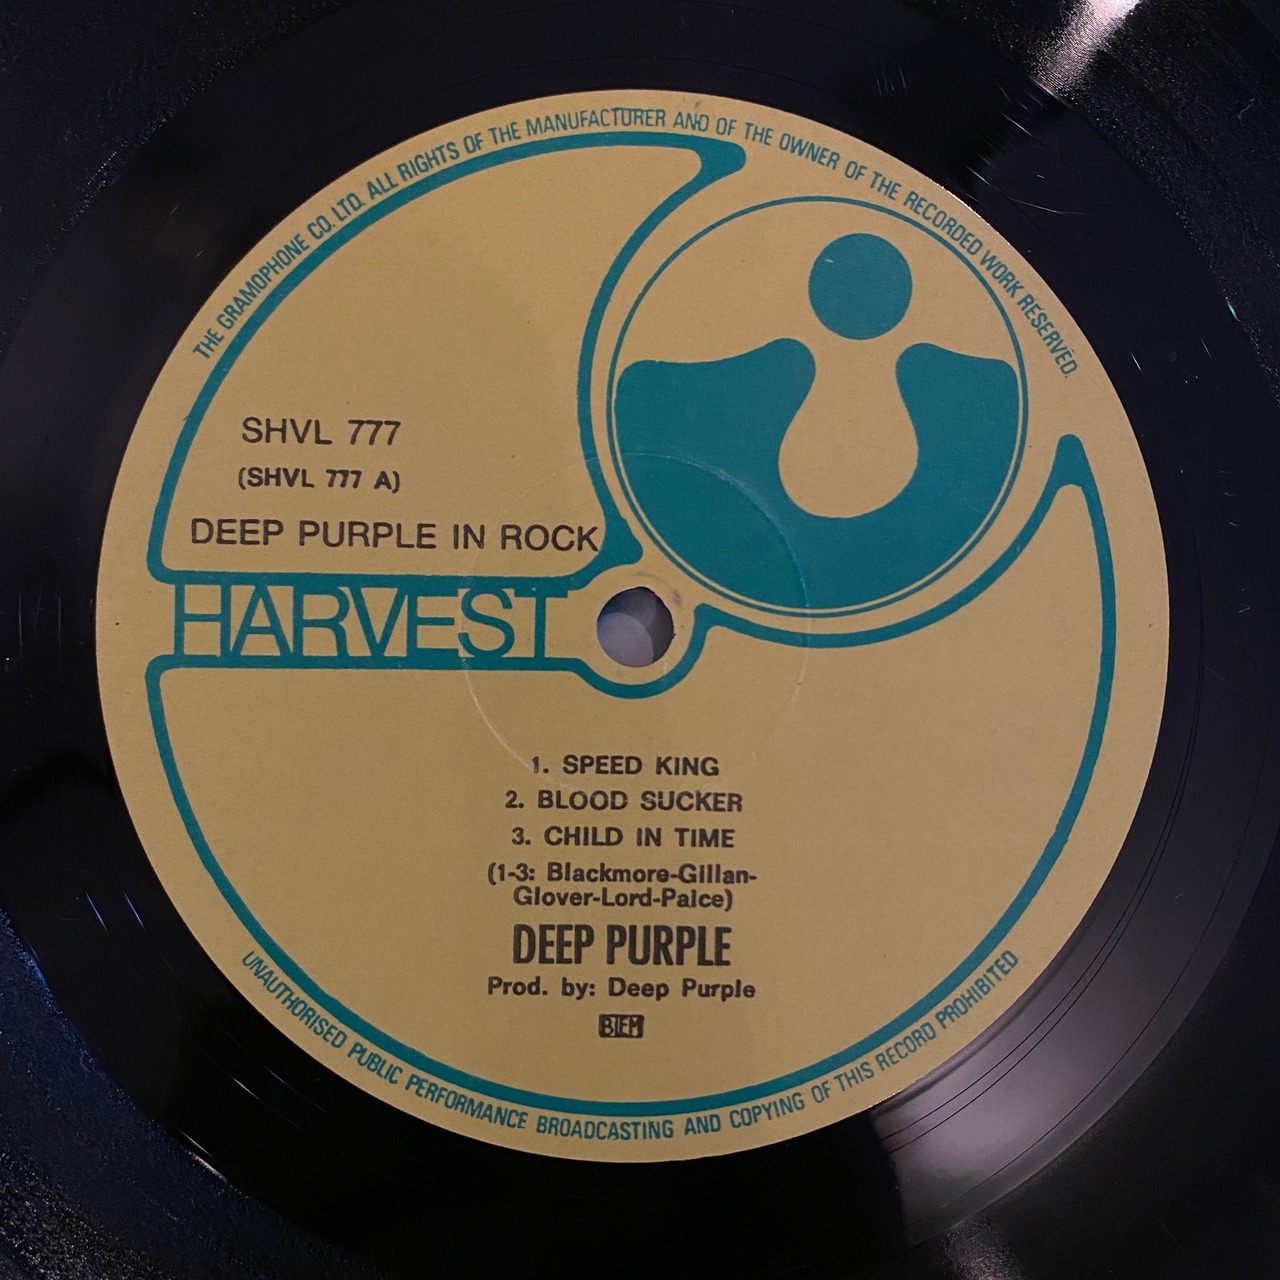 THE GRAMOPHONE CO. LTD. ALL RIGHTS OF THE MANUFACTURER AND OF THE OWNER OF THE RECORDED WORK RESERVED.
SHVL 777
(SHVL 777 A)
DEEP PURPLE IN ROCK
HARVEST
1. SPEED KING
2. BLOOD SUCKER
3. CHILD IN TIME
(1-3: Blackmore-Gillan-
Glover-Lord-Paice)
DEEP PURPLE
Prod. by: Deep Purple
BIEM
UNAUTHORISED PUBLIC PERFORMANCE BROADCASTING AND COPYING OF THIS RECORD PROHIBITED